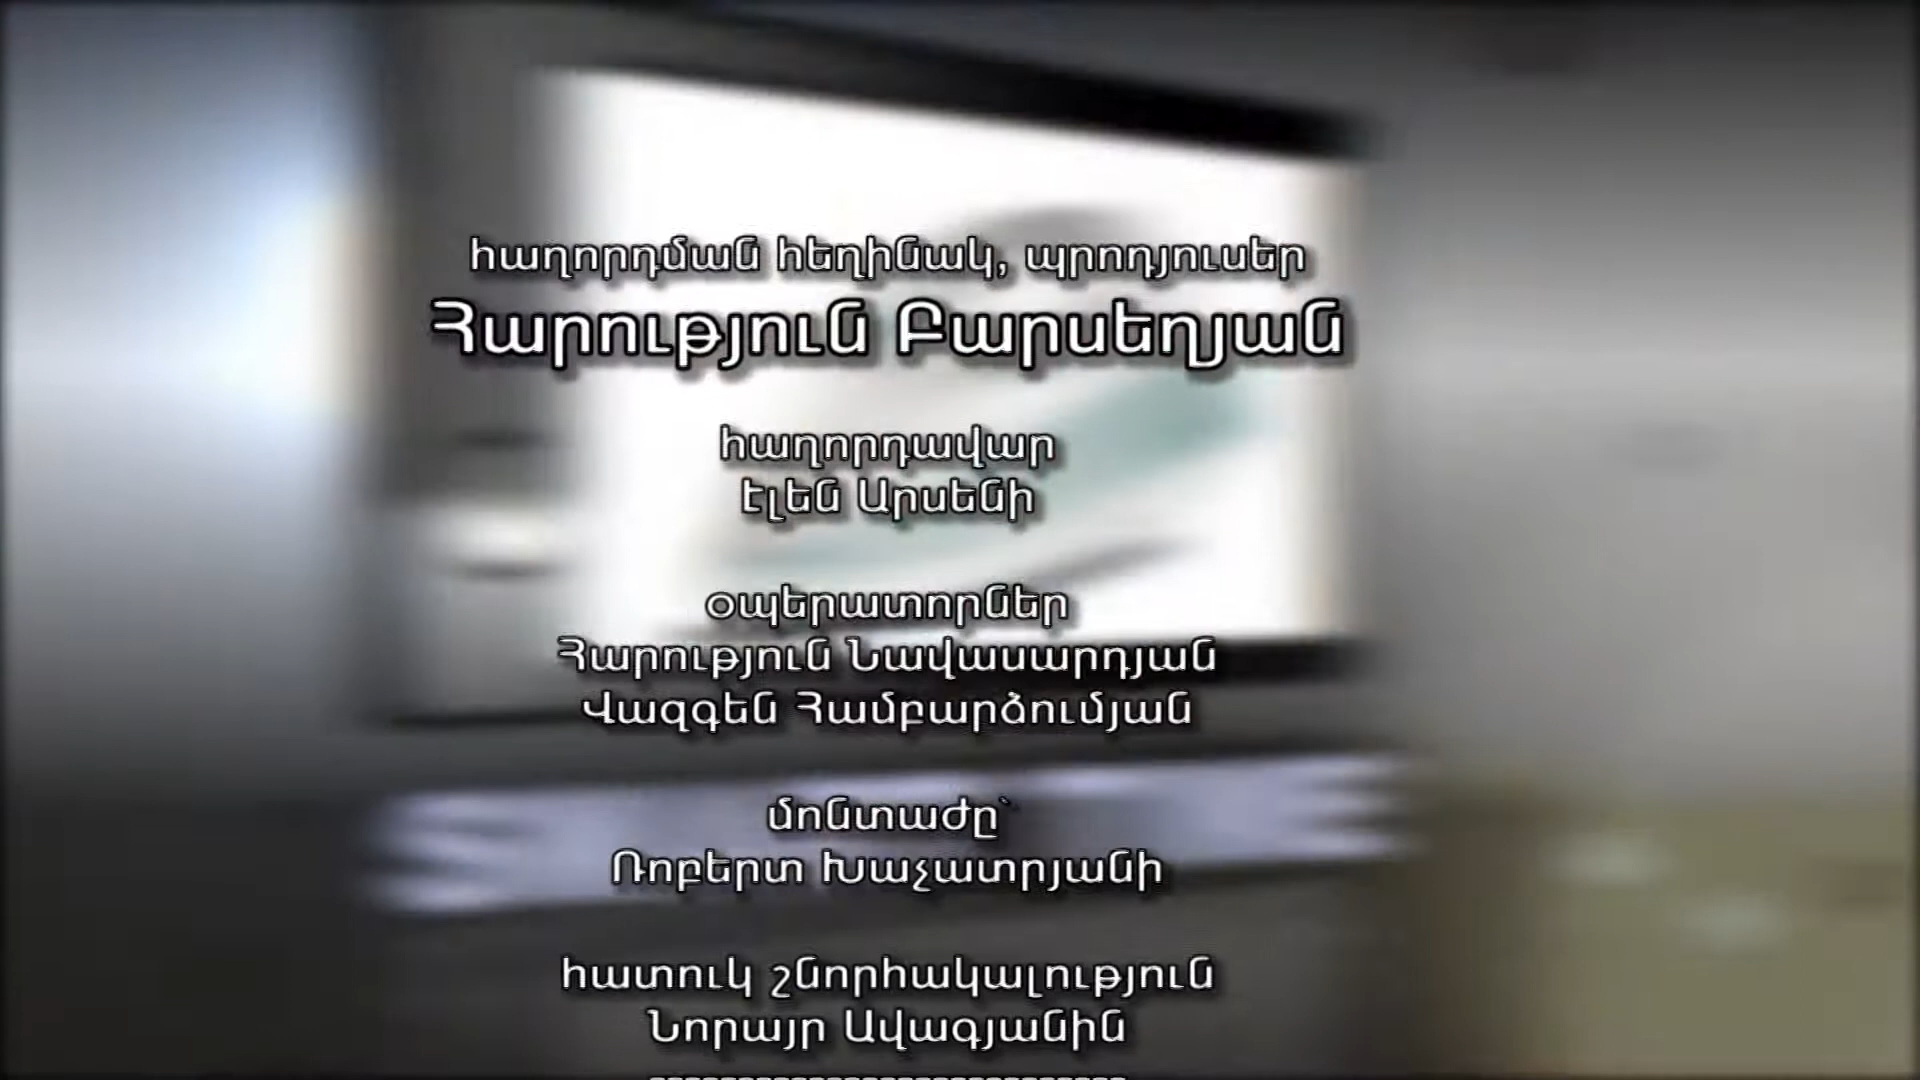 հաղորդման հեղինակ, պրոդյուսեր
Հարություն Բարսեղյան
հաղորդավար
էլեն Արսենի
օպերատորներ
Հարություն Նավասարդյան
Վազգեն Համբարձումյան
մոնտաժը՝
Ռոբերտ Խաչատրյանի
հատուկ շնորհակալություն
Նորայր Ավագյանին